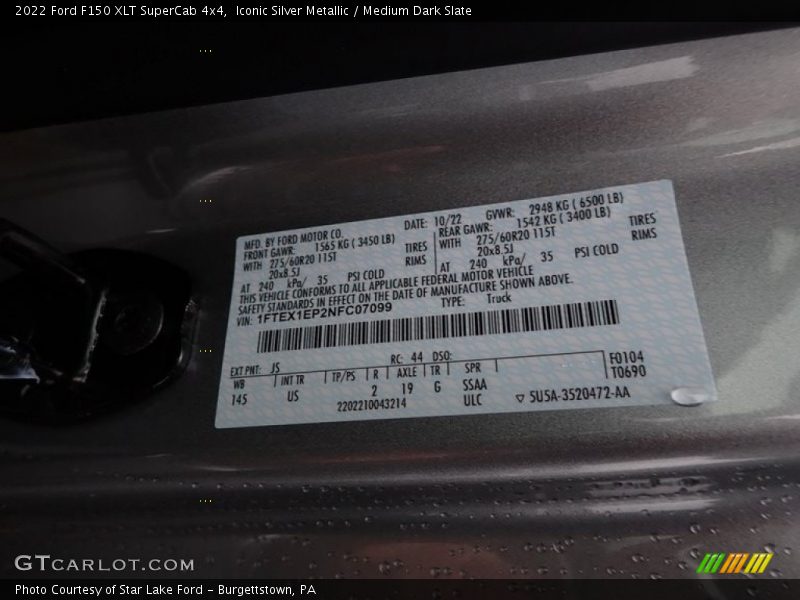 2022 Ford F150 XLT SuperCab 4x4,  Iconic Silver Metallic / Medium Dark Slate
MFD. BY FORD MOTOR CO.
DATE: 10/22
GVWR: 2948 KG ( 6500 LB)
FRONT GAWR: 1565 KG ( 3450 LB)
REAR GAWR: 1542 KG ( 3400 LB)
WITH 275/60R20 115T TIRES
WITH 275/60R20 115T TIRES
20x8.5J RIMS
20x8.5J RIMS
AT 240 kPa/ 35 PSI COLD
AT 240 kPa/ 35 PSI COLD
THIS VEHICLE CONFORMS TO ALL APPLICABLE FEDERAL MOTOR VEHICLE
SAFETY STANDARDS IN EFFECT ON THE DATE OF MANUFACTURE SHOWN ABOVE.
VIN: 1FTEX1EP2NFC07099
TYPE: Truck
EXT PNT: JS RC: 44 DSO: F0104
WB INT TR TP/PS R AXLE TR SPR T0690
145 US 2 19 G SSAA
2202210043214 ULC ▽ 5U5A-3520472-AA
GTCARLOT.COM
Photo Courtesy of Star Lake Ford - Burgettstown, PA